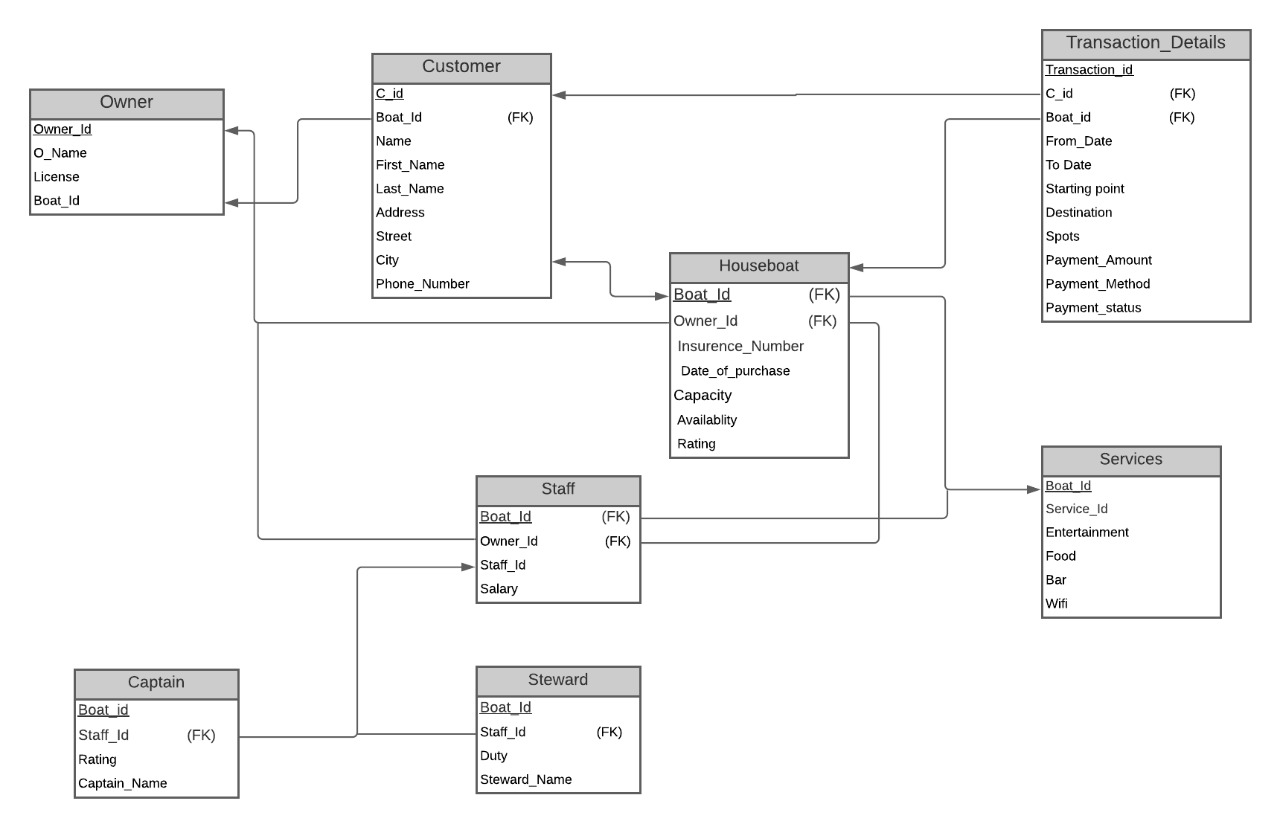 Owner
Owner_Id
O_Name
License
Boat_Id
Customer
C_id
Boat_Id (FK)
Name
First_Name
Last_Name
Address
Street
City
Phone_Number
Transaction_Details
Transaction_id
C_id (FK)
Boat_id (FK)
From_Date
To Date
Starting point
Destination
Spots
Payment_Amount
Payment_Method
Payment_status
Houseboat
Boat_Id (FK)
Owner_Id (FK)
Insurence_Number
Date_of_purchase
Capacity
Availablity
Rating
Services
Boat_Id
Service_Id
Entertainment
Food
Bar
Wifi
Staff
Boat_Id (FK)
Owner_Id (FK)
Staff_Id
Salary
Captain
Boat_id
Staff_Id (FK)
Rating
Captain_Name
Steward
Boat_Id
Staff_Id (FK)
Duty
Steward_Name